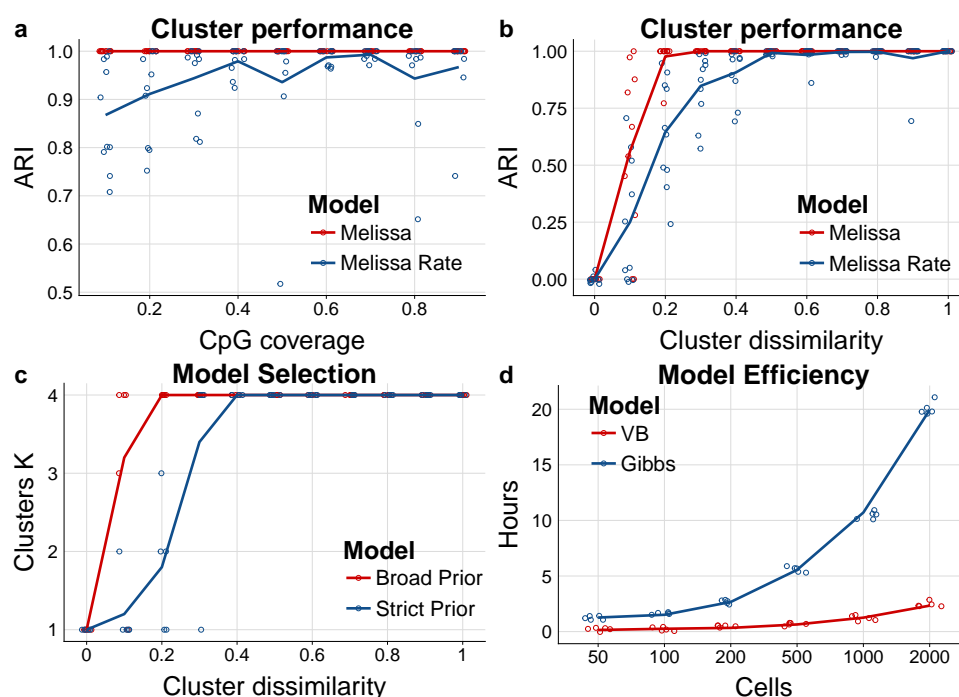 a
Cluster performance
1.0
0.9
0.8
0.7
0.6
0.5
ARI
0.2
0.4
0.6
0.8
CpG coverage
Model
Melissa
Melissa Rate
b
Cluster performance
1.00
0.75
0.50
0.25
0.00
ARI
0
0.2
0.4
0.6
0.8
1
Cluster dissimilarity
Model
Melissa
Melissa Rate
c
Model Selection
4
3
2
1
Clusters K
0
0.2
0.4
0.6
0.8
1
Cluster dissimilarity
Model
Broad Prior
Strict Prior
d
Model Efficiency
20
15
10
5
0
Hours
50
100
200
500
1000
2000
Cells
Model
VB
Gibbs